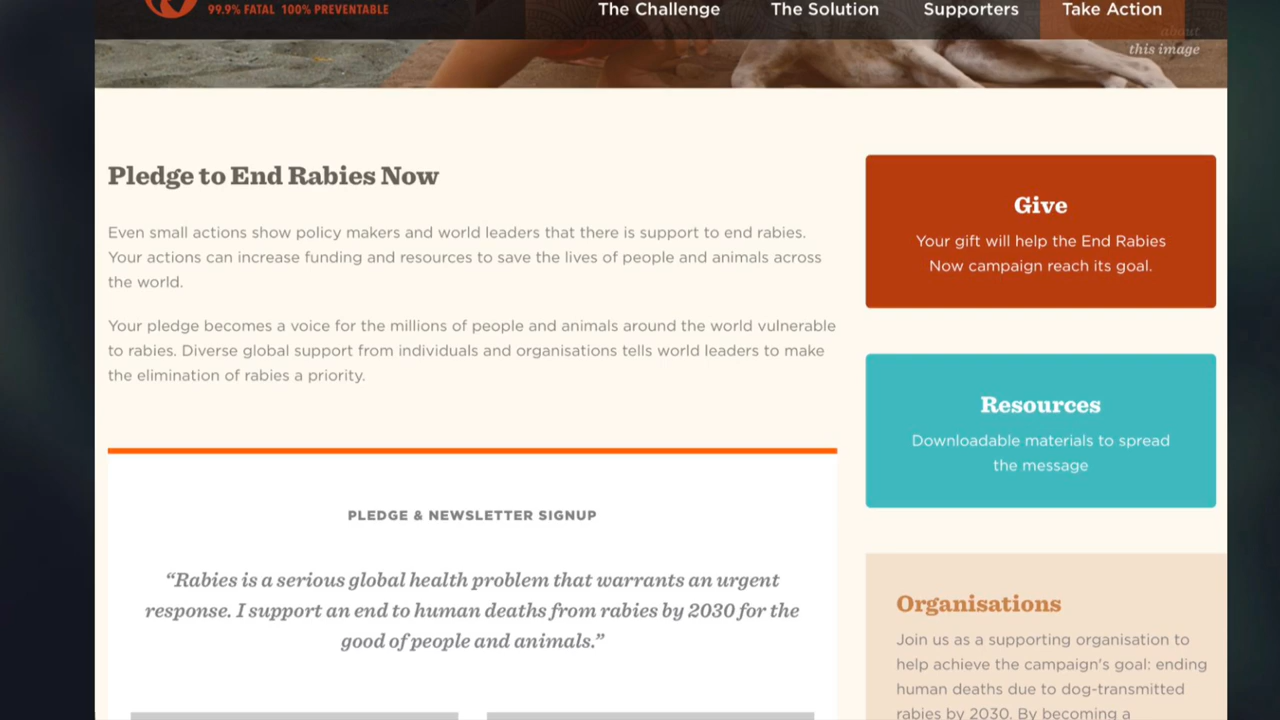 99.9% FATAL 100% PREVENTABLE
The Challenge
The Solution
Supporters
Take Action
about
this image
Pledge to End Rabies Now
Even small actions show policy makers and world leaders that there is support to end rabies.
Your actions can increase funding and resources to save the lives of people and animals across
the world.
Your pledge becomes a voice for the millions of people and animals around the world vulnerable
to rabies. Diverse global support from individuals and organisations tells world leaders to make
the elimination of rabies a priority.
PLEDGE & NEWSLETTER SIGNUP
“Rabies is a serious global health problem that warrants an urgent
response. I support an end to human deaths from rabies by 2030 for the
good of people and animals.”
Give
Your gift will help the End Rabies
Now campaign reach its goal.
Resources
Downloadable materials to spread
the message
Organisations
Join us as a supporting organisation to
help achieve the campaign's goal: ending
human deaths due to dog-transmitted
rabies by 2030. By becoming a